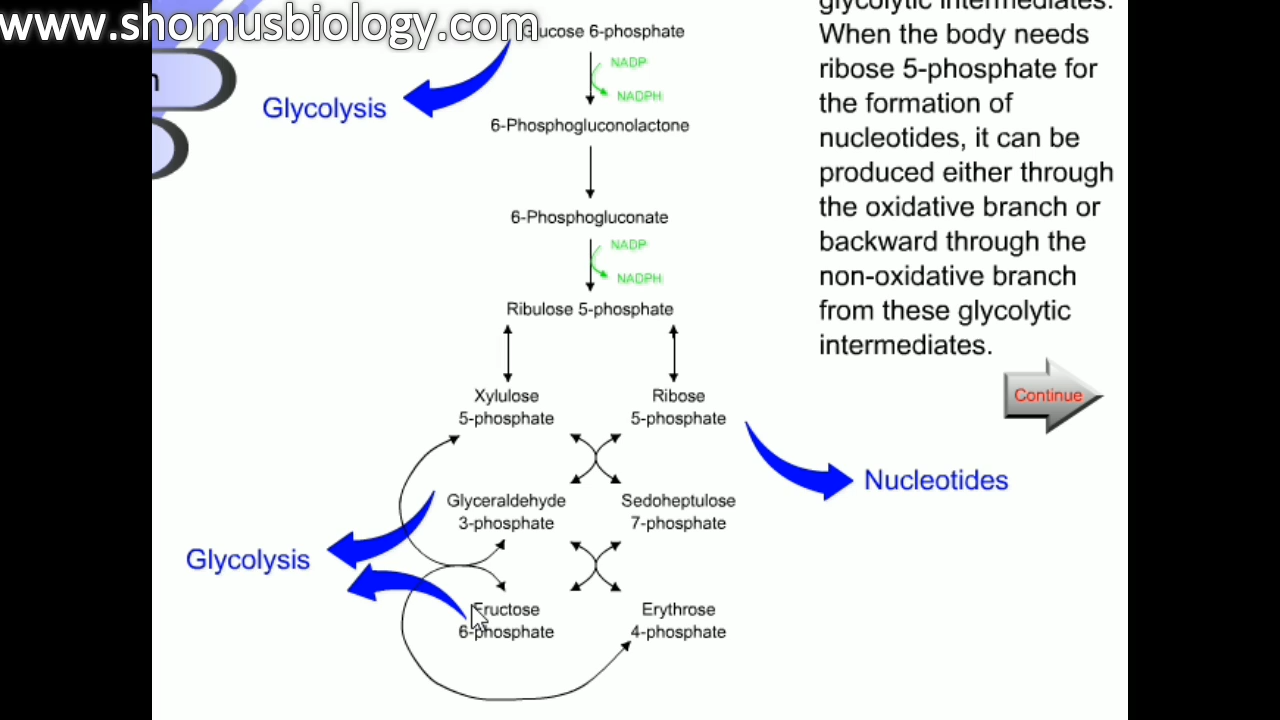 www.shomusbiology.com
Glucose 6-phosphate
NADP
NADPH
Glycolysis
6-Phosphogluconolactone
6-Phosphogluconate
NADP
NADPH
Ribulose 5-phosphate
Xylulose
5-phosphate
Ribose
5-phosphate
Glyceraldehyde
3-phosphate
Sedoheptulose
7-phosphate
Nucleotides
Glycolysis
Fructose
6-phosphate
Erythrose
4-phosphate
glycolytic intermediates.
When the body needs
ribose 5-phosphate for
the formation of
nucleotides, it can be
produced either through
the oxidative branch or
backward through the
non-oxidative branch
from these glycolytic
intermediates.
Continue